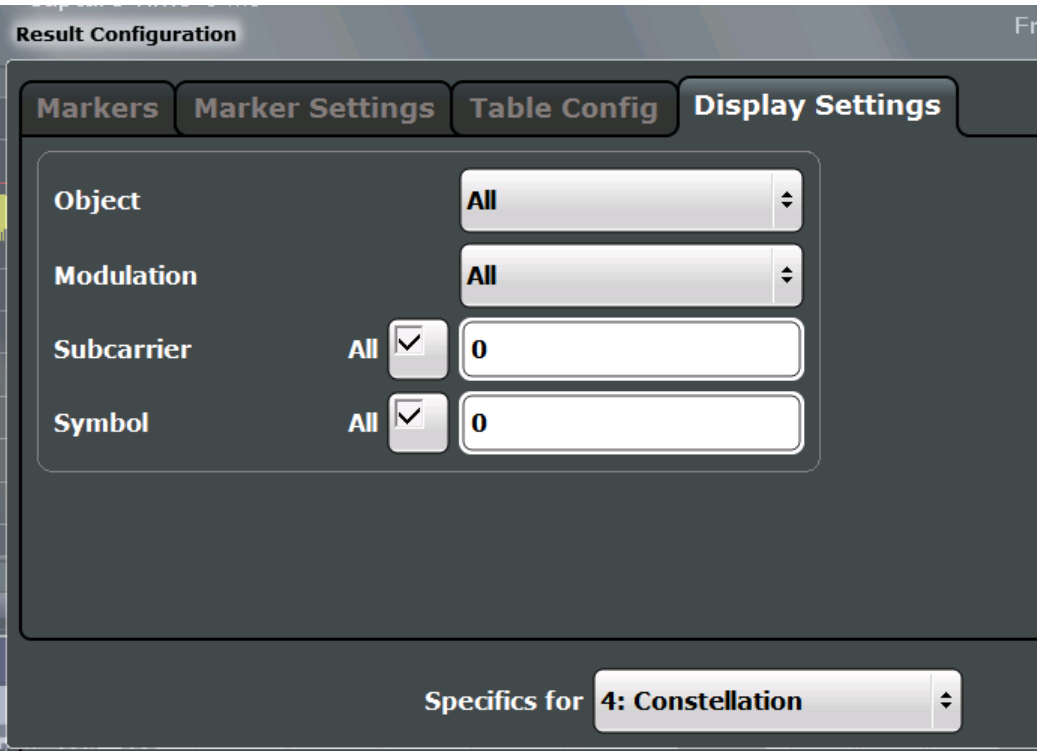 Result Configuration
Fr
Markers Marker Settings Table Config Display Settings
Object All
Modulation All
Subcarrier All 0
Symbol All 0
Specifics for 4: Constellation